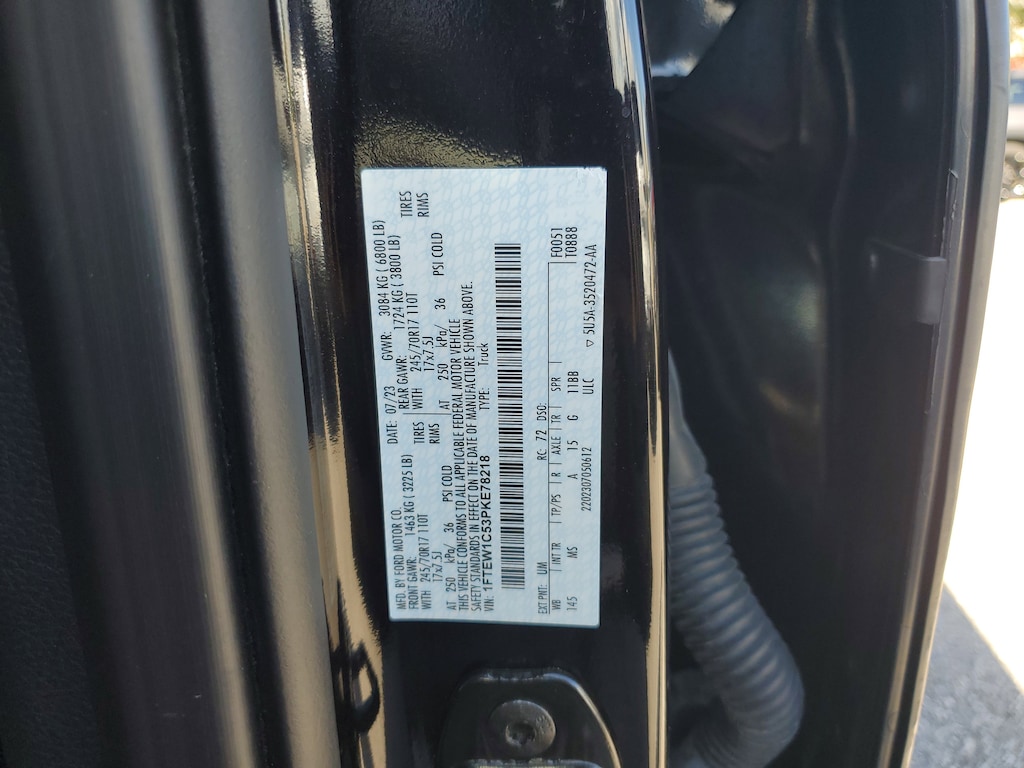 MFD. BY FORD MOTOR CO.
DATE: 07/23 GVWR: 3084 KG ( 6800 LB)
FRONT GAWR: 1463 KG ( 3225 LB) REAR GAWR: 1724 KG ( 3800 LB)
WITH 245/70R17 110T TIRES WITH 245/70R17 110T TIRES
17x7.5J RIMS 17x7.5J RIMS
AT 250 kPa/ 36 PSI COLD AT 250 kPa/ 36 PSI COLD
THIS VEHICLE CONFORMS TO ALL APPLICABLE FEDERAL MOTOR VEHICLE
SAFETY STANDARDS IN EFFECT ON THE DATE OF MANUFACTURE SHOWN ABOVE.
VIN: 1FTEW1C53PKE78218 TYPE: Truck
EXT PNT: UM RC: 72 DSO: F0051
WB INT TR TP/PS R AXLE TR SPR T0888
145 MS A 15 G 11BB
2202307050612 ULC
5U5A-3520472-AA